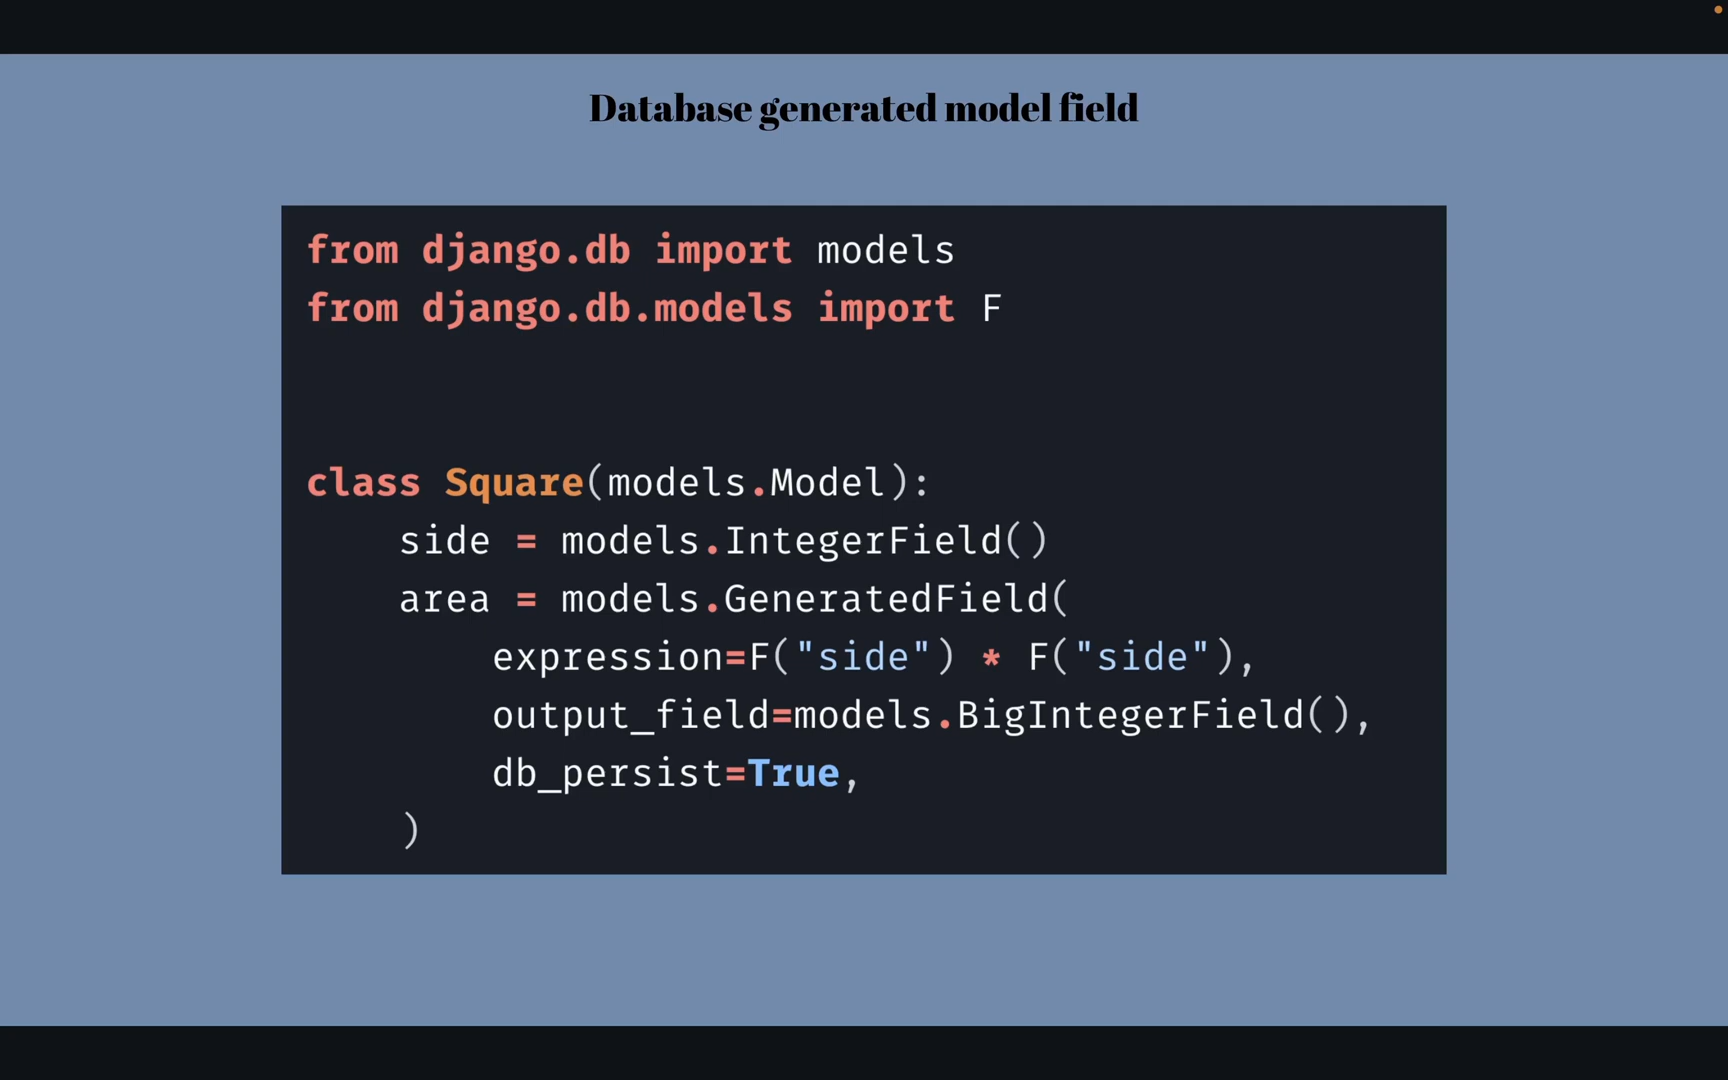 Database generated model field
from django.db import models
from django.db.models import F
class Square(models.Model):
    side = models.IntegerField()
    area = models.GeneratedField(
        expression=F("side") * F("side"),
        output_field=models.BigIntegerField(),
        db_persist=True,
    )